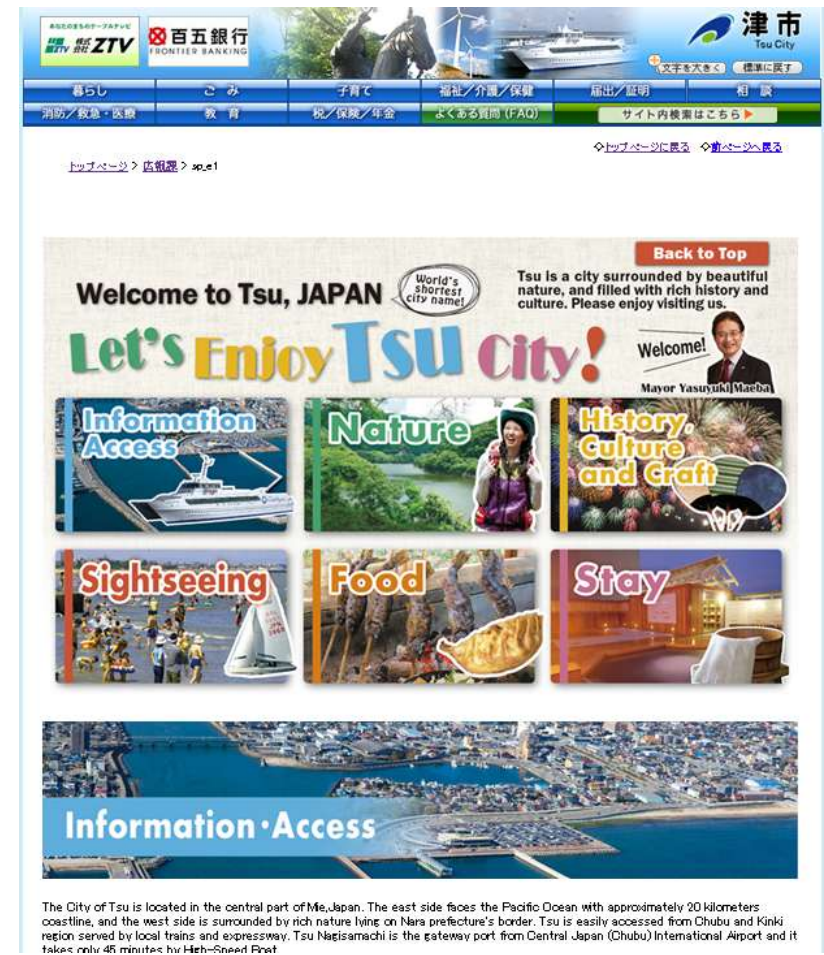 あなたのまちのケーブルテレビ
株式会社 ZTV
百五銀行
FRONTIER BANKING
津市
Tsu City
文字を大きく 標準に戻す
暮らし ごみ 子育て 福祉/介護/保健 届出/証明 相談
消防/救急・医療 教育 税/保険/年金 よくある質問 (FAQ) サイト内検索はこちら▶
◇トップページに戻る ◇前ページへ戻る
トップページ > 広報課 > sp_e1
Back to Top
Welcome to Tsu, JAPAN
World's
shortest
city name!
Tsu is a city surrounded by beautiful
nature, and filled with rich history and
culture. Please enjoy visiting us.
Let's Enjoy Tsu City!
Welcome!
Mayor Yasuyuki Maeba
Information
Access
Nature
History,
Culture
and Craft
Sightseeing
Food
Stay
Information・Access
The City of Tsu is located in the central part of Mie,Japan. The east side faces the Pacific Ocean with approximately 20 kilometers
coastline, and the west side is surrounded by rich nature lying on Nara prefecture's border. Tsu is easily accessed from Chubu and Kinki
region served by local trains and expressway. Tsu Nagisamachi is the gateway port from Central Japan (Chubu) International Airport and it
takes only 45 minutes by High-Speed Boat.